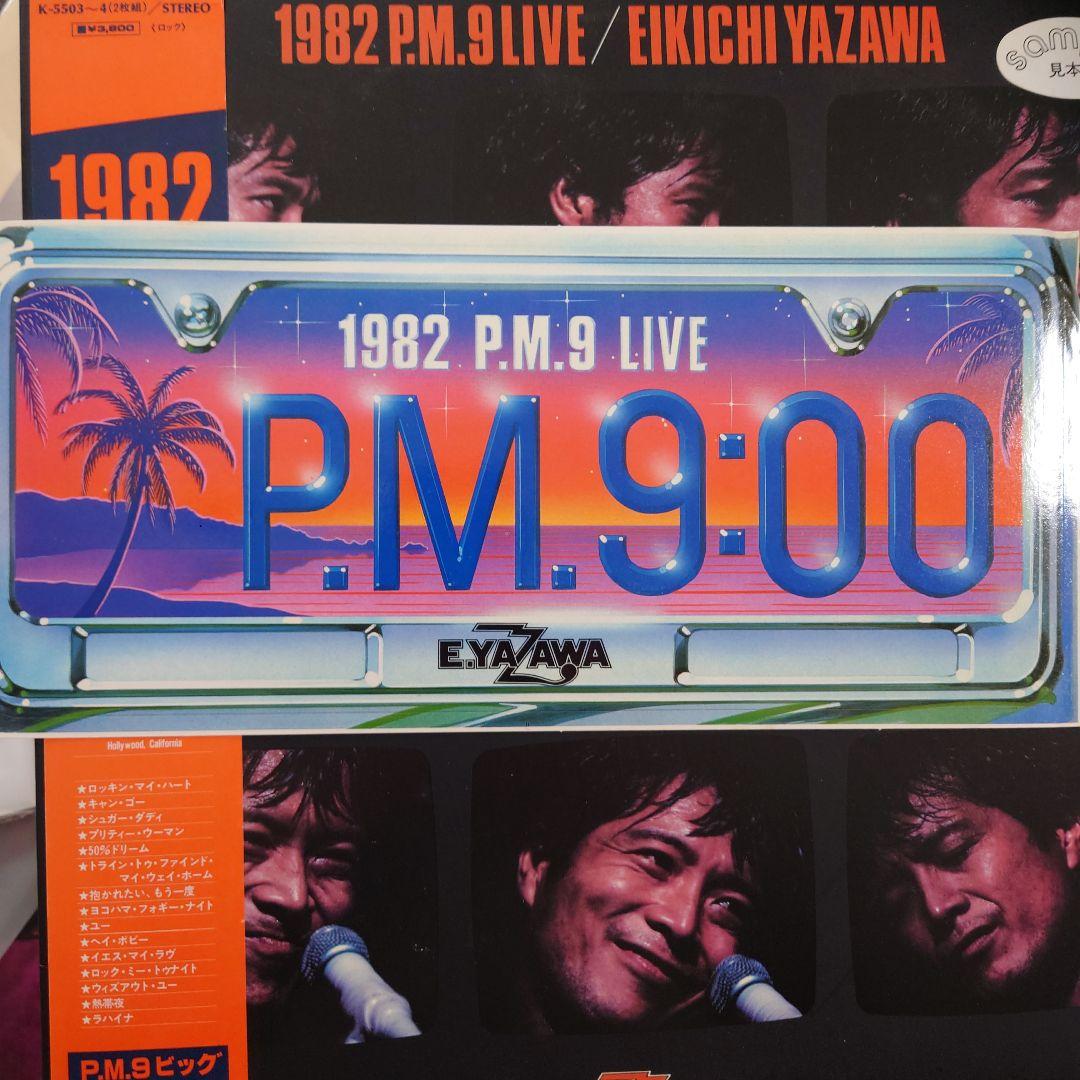 K-5503~4(2枚組)/STEREO
¥3,800 〈ロック〉
1982 P.M.9 LIVE / EIKICHI YAZAWA
sam
見本
1982
1982 P.M.9 LIVE
P.M.9:00
E.YAZAWA
Hollywood, California
★ロッキン・マイ・ハート
★キャン・ゴー
★シュガー・ダディ
★プリティー・ウーマン
★50%ドリーム
★トライン・トゥ・ファインド・
マイ・ウェイ・ホーム
★抱かれたい、もう一度
★ヨコハマ・フォギー・ナイト
★ユー
★ヘイ・ボビー
★イエス・マイ・ラヴ
★ロック・ミー・トゥナイト
★ウィズアウト・ユー
★熱帯夜
★ラハイナ
P.M.9ビッグ